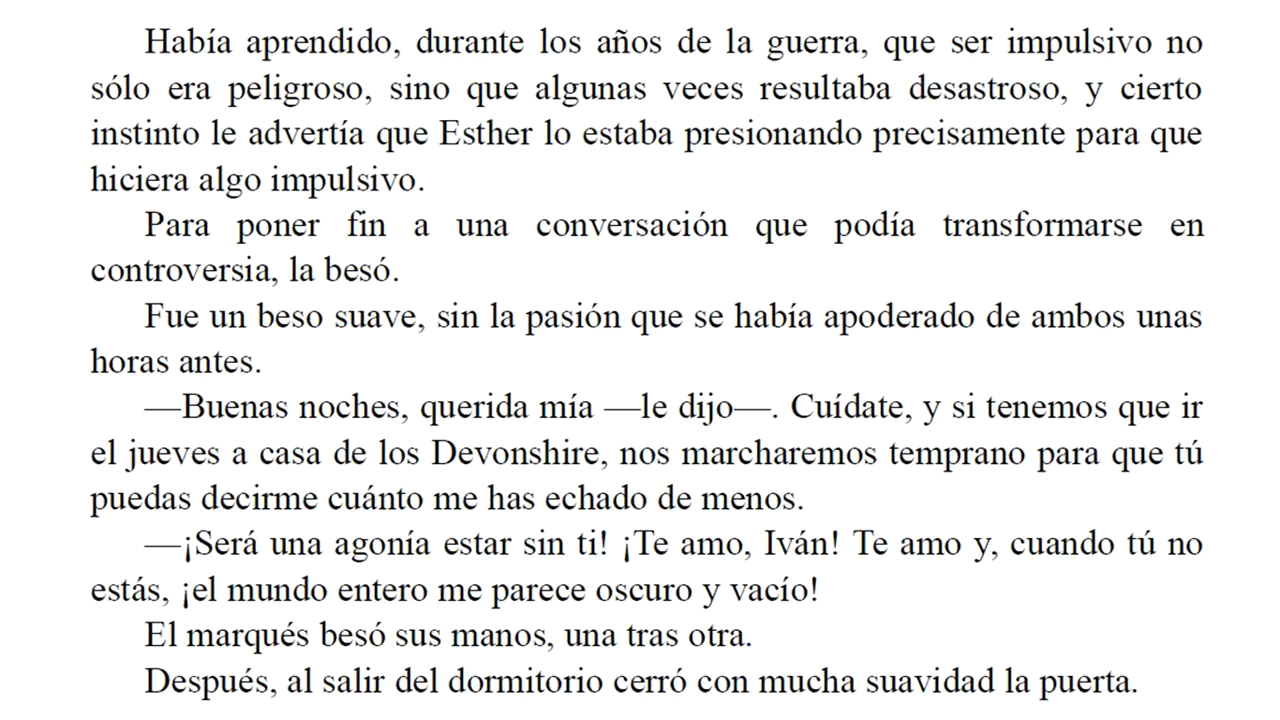 Había aprendido, durante los años de la guerra, que ser impulsivo no
sólo era peligroso, sino que algunas veces resultaba desastroso, y cierto
instinto le advertía que Esther lo estaba presionando precisamente para que
hiciera algo impulsivo.
Para poner fin a una conversación que podía transformarse en
controversia, la besó.
Fue un beso suave, sin la pasión que se había apoderado de ambos unas
horas antes.
—Buenas noches, querida mía —le dijo—. Cuídate, y si tenemos que ir
el jueves a casa de los Devonshire, nos marcharemos temprano para que tú
puedas decirme cuánto me has echado de menos.
—¡Será una agonía estar sin ti! ¡Te amo, Iván! Te amo y, cuando tú no
estás, ¡el mundo entero me parece oscuro y vacío!
El marqués besó sus manos, una tras otra.
Después, al salir del dormitorio cerró con mucha suavidad la puerta.